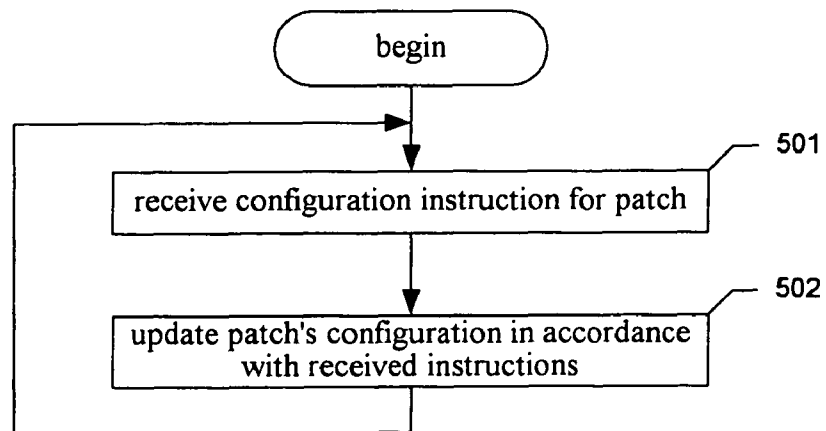 begin
501
receive configuration instruction for patch
502
update patch's configuration in accordance
with received instructions